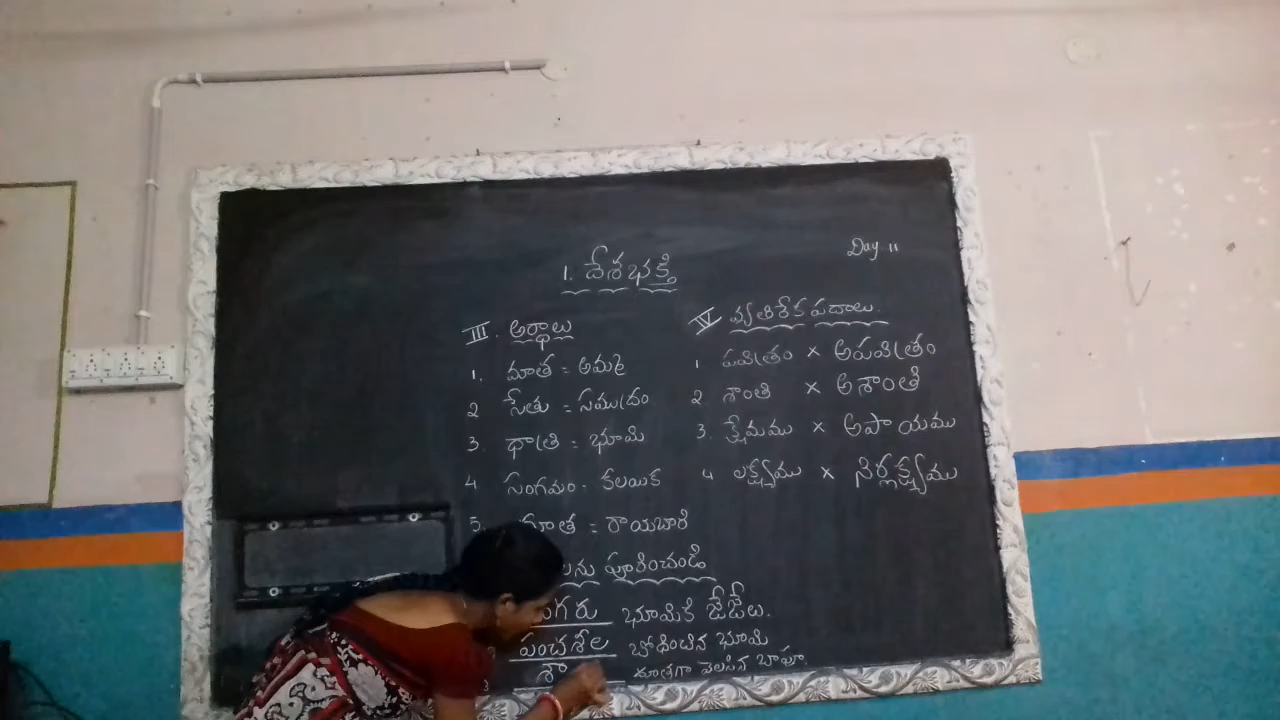 Day 11
1. దేశభక్తి
III. అర్థాలు
1. మాత = అమ్మ
2 సేతు = సముద్రం
3 ధాత్రి = భూమి
4 సంగమం - కలయిక
5. = రాయబారి
పూరించండి
భూమికి జేజేలు.
పంచశీల బోధించిన భూమి
3 శా దూతగా వెలసిన బాపూ.
IV వ్యతిరేక పదాలు.
1 పవిత్రం × అపవిత్రం
2 శాంతి × అశాంతి
3. క్షేమము × అపాయము
4 లక్ష్యము × నిర్లక్ష్యము